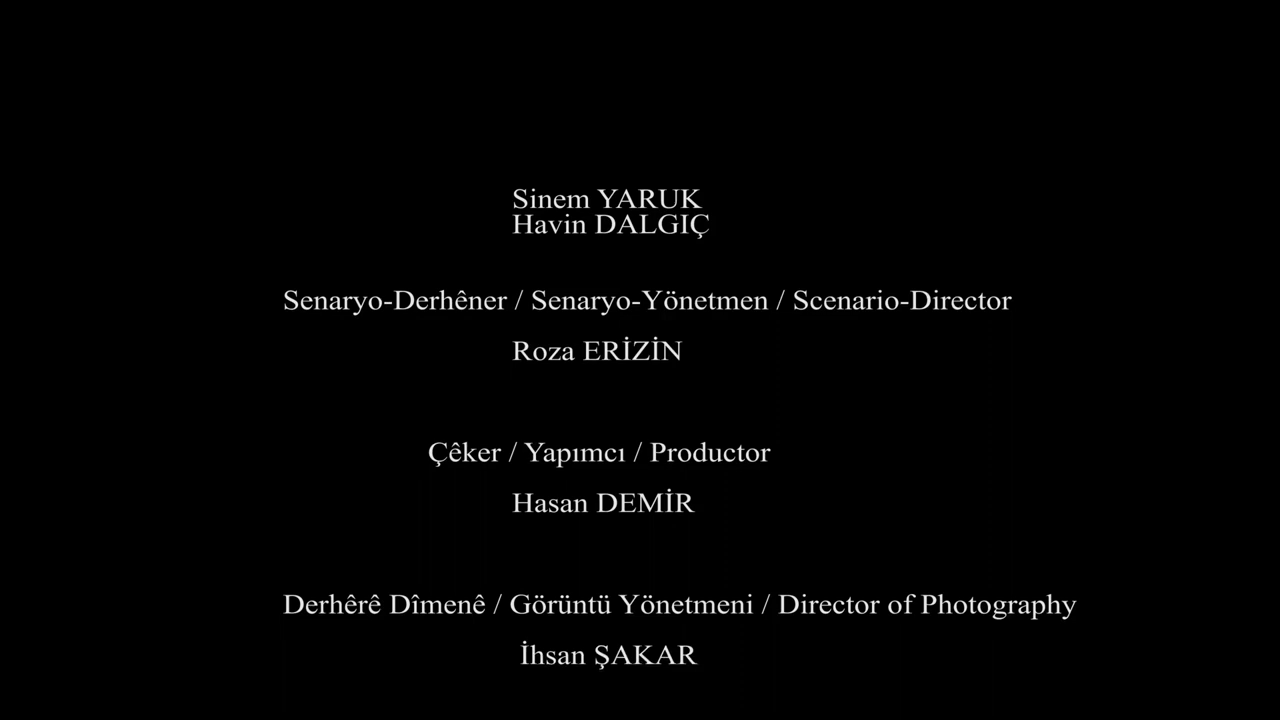 Sinem YARUK
Havin DALGIÇ
Senaryo-Derhêner / Senaryo-Yönetmen / Scenario-Director
Roza ERİZİN
Çêker / Yapımcı / Productor
Hasan DEMİR
Derhêrê Dîmenê / Görüntü Yönetmeni / Director of Photography
İhsan ŞAKAR